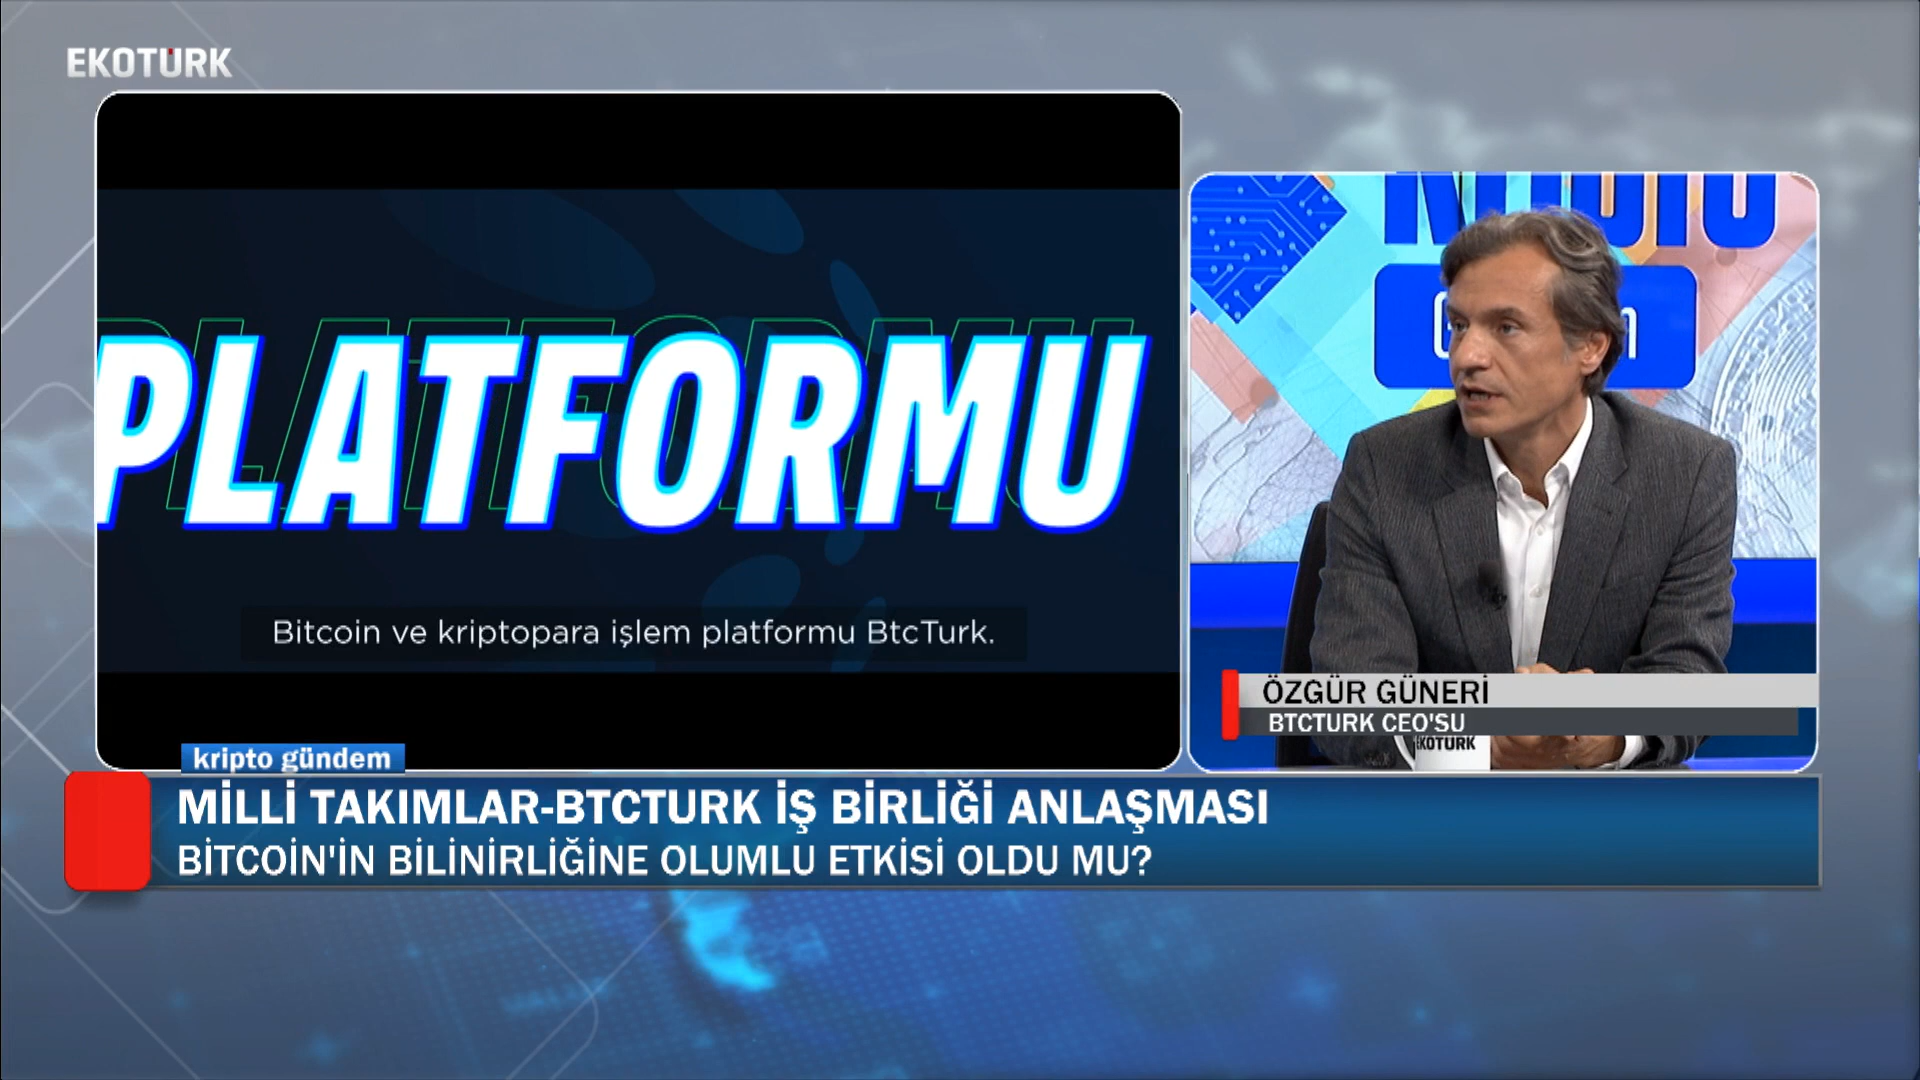 EKOTÜRK
PLATFORMU
Bitcoin ve kriptopara işlem platformu BtcTurk.
ÖZGÜR GÜNERİ
BTCTURK CEO'SU
EKOTÜRK
kripto gündem
MİLLİ TAKIMLAR-BTCTURK İŞ BİRLİĞİ ANLAŞMASI
BİTCOİN'İN BİLİNİRLİĞİNE OLUMLU ETKİSİ OLDU MU?